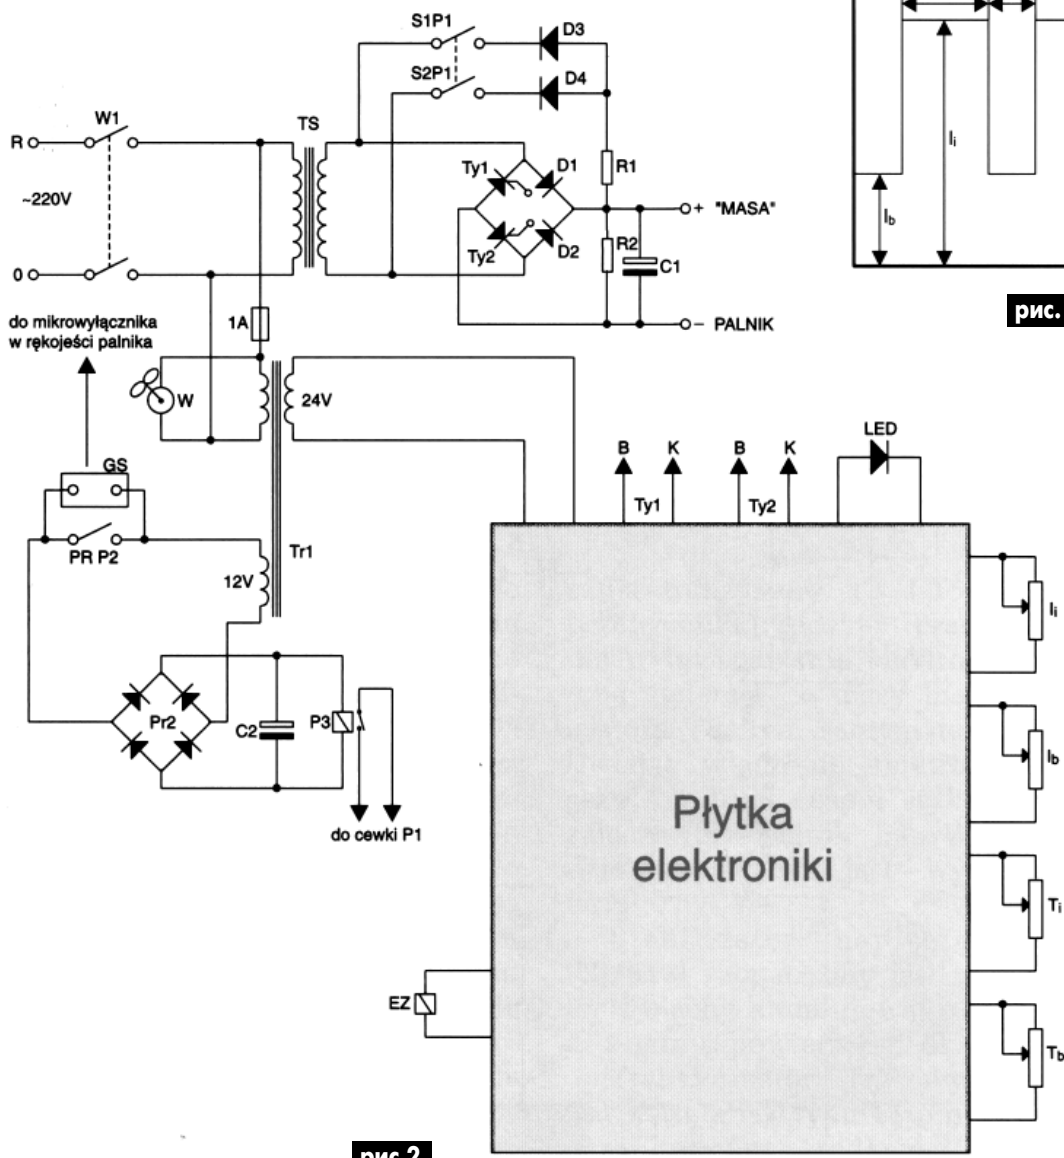 S1P1
D3
S2P1
D4
W1
TS
R
~220V
0
Ty1
D1
R1
+ "MASA"
Ty2
D2
R2
C1
− PALNIK
Ii
Ib
рис.
do mikrowyłącznika
w rękojeści palnika
1A
W
24V
GS
PR P2
12V
Tr1
B
K
B
K
LED
Ty1
Ty2
Pr2
C2
P3
do cewki P1
Ii
Ib
Płytka
elektroniki
Ti
EZ
Tb
рис.2